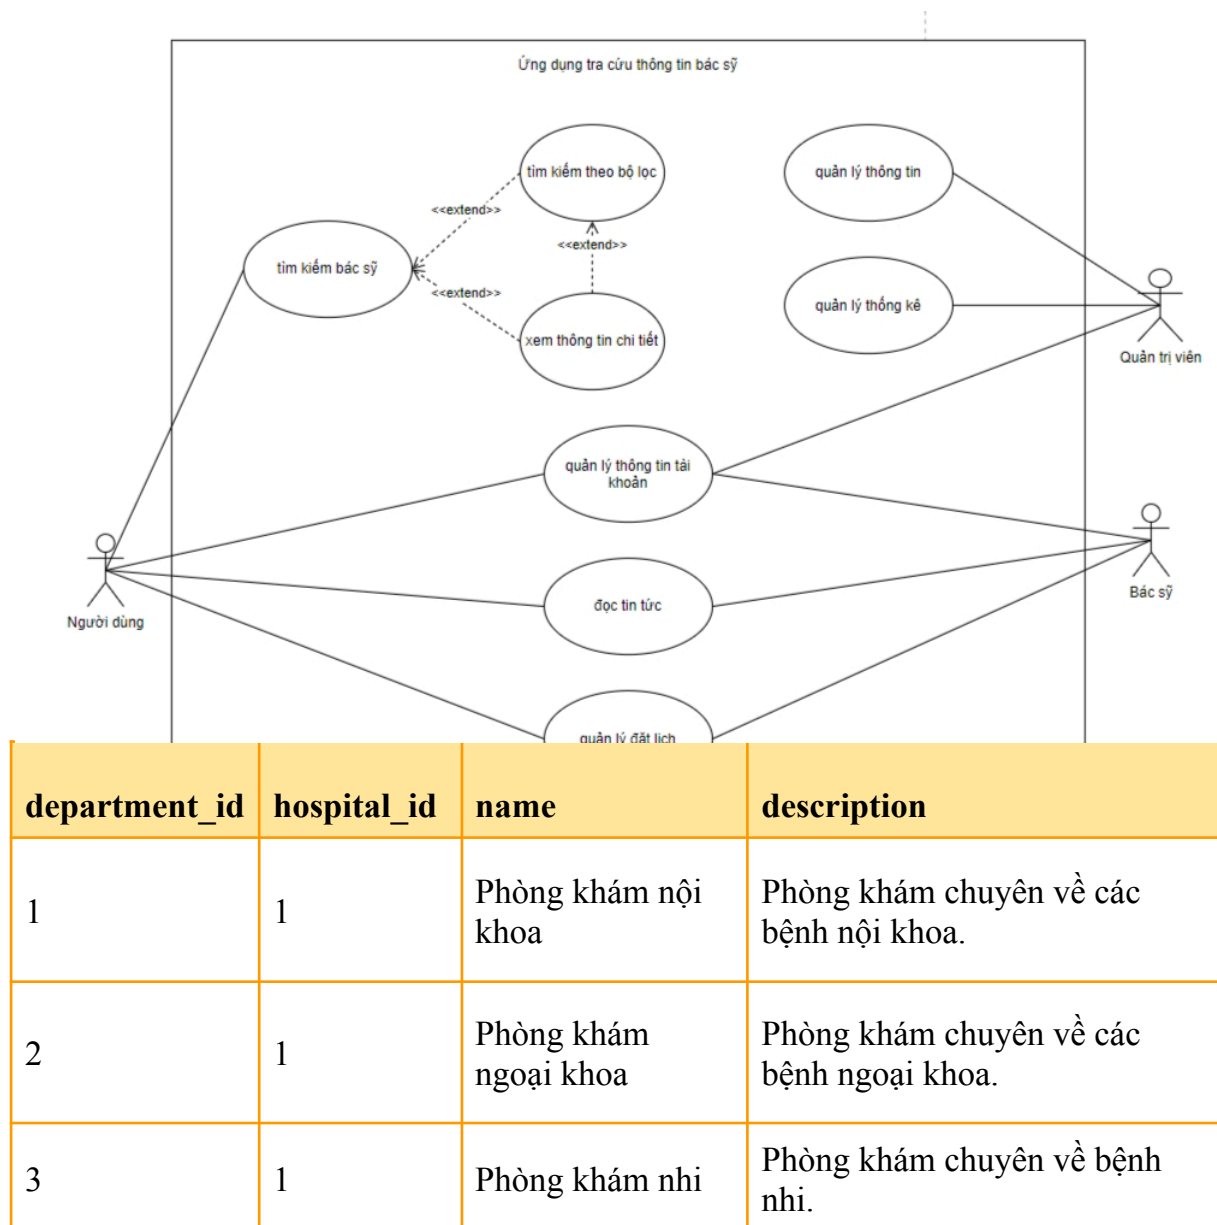 Ứng dụng tra cứu thông tin bác sỹ
tìm kiếm theo bộ lọc
quản lý thông tin
<<extend>>
<<extend>>
tìm kiếm bác sỹ
<<extend>>
quản lý thống kê
xem thông tin chi tiết
Quản trị viên
quản lý thông tin tài
khoản
Bác sỹ
đọc tin tức
Người dùng
quản lý đặt lịch
department_id hospital_id name description
1 1 Phòng khám nội khoa Phòng khám chuyên về các
bệnh nội khoa.
2 1 Phòng khám ngoại khoa Phòng khám chuyên về các
bệnh ngoại khoa.
3 1 Phòng khám nhi Phòng khám chuyên về bệnh
nhi.